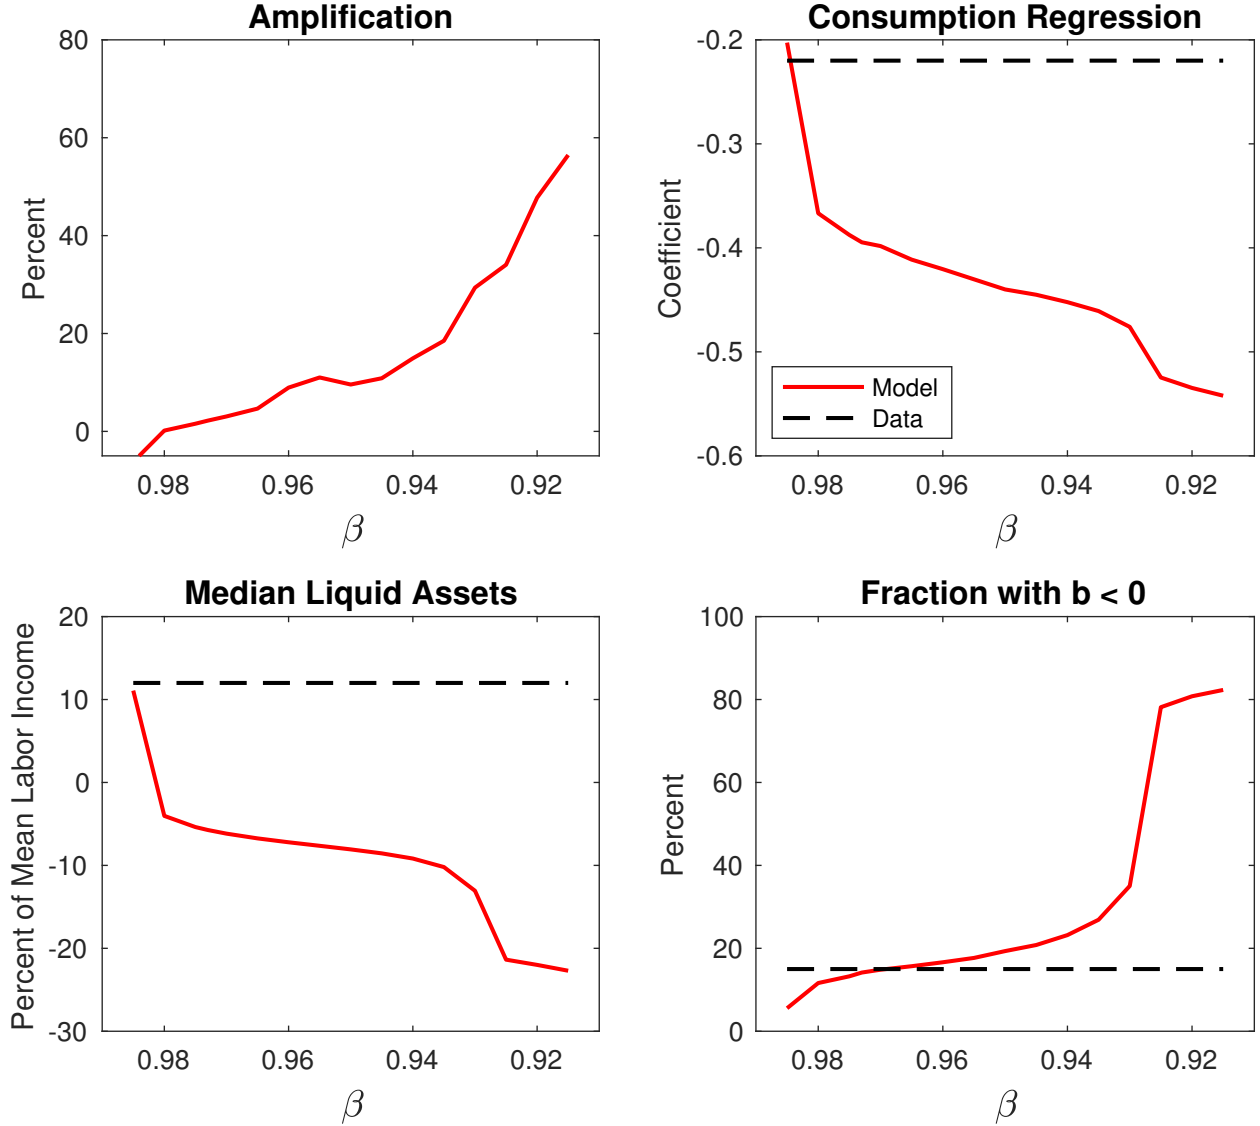 Amplification
80
60
40
20
0
Percent
0.98 0.96 0.94 0.92
β
Consumption Regression
-0.2
-0.3
-0.4
-0.5
-0.6
Coefficient
Model
Data
0.98 0.96 0.94 0.92
β
Median Liquid Assets
20
10
0
-10
-20
-30
Percent of Mean Labor Income
0.98 0.96 0.94 0.92
β
Fraction with b < 0
100
80
60
40
20
0
Percent
0.98 0.96 0.94 0.92
β